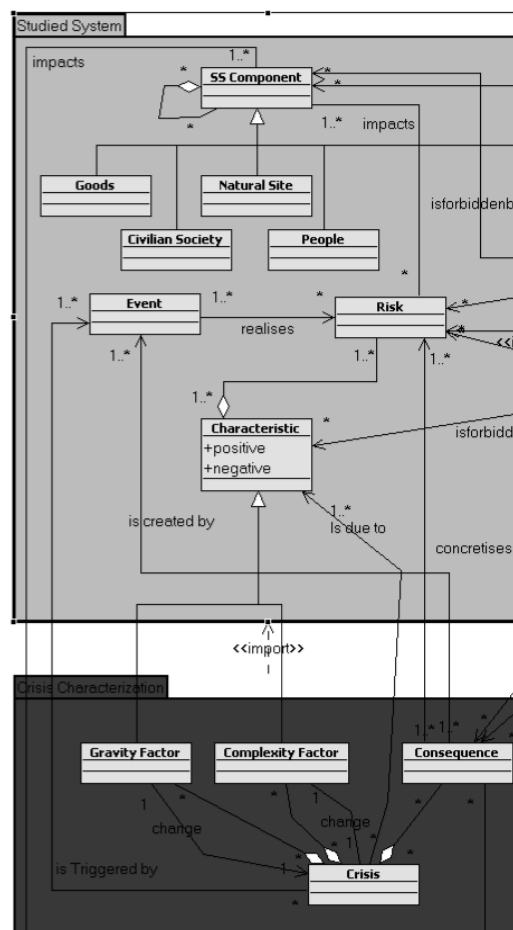 Studied System
impacts
1..*
SS Component
*
*
*
*
1..*
impacts
Goods
Natural Site
isforbiddenb
Civilian Society
People
*
1..*
Event
1..*
*
Risk
*
realises
*
1..*
1..*
1..*
1..*
Characteristic
+positive
+negative
*
isforbidd
1..*
is created by
Is due to
concretises
<<import>>
Crisis Characterization
1..*
1..*
*
*
Gravity Factor
Complexity Factor
Consequence
1
*
*
1
*
*
change
change
1
*
*
*
is Triggered by
1
Crisis
*